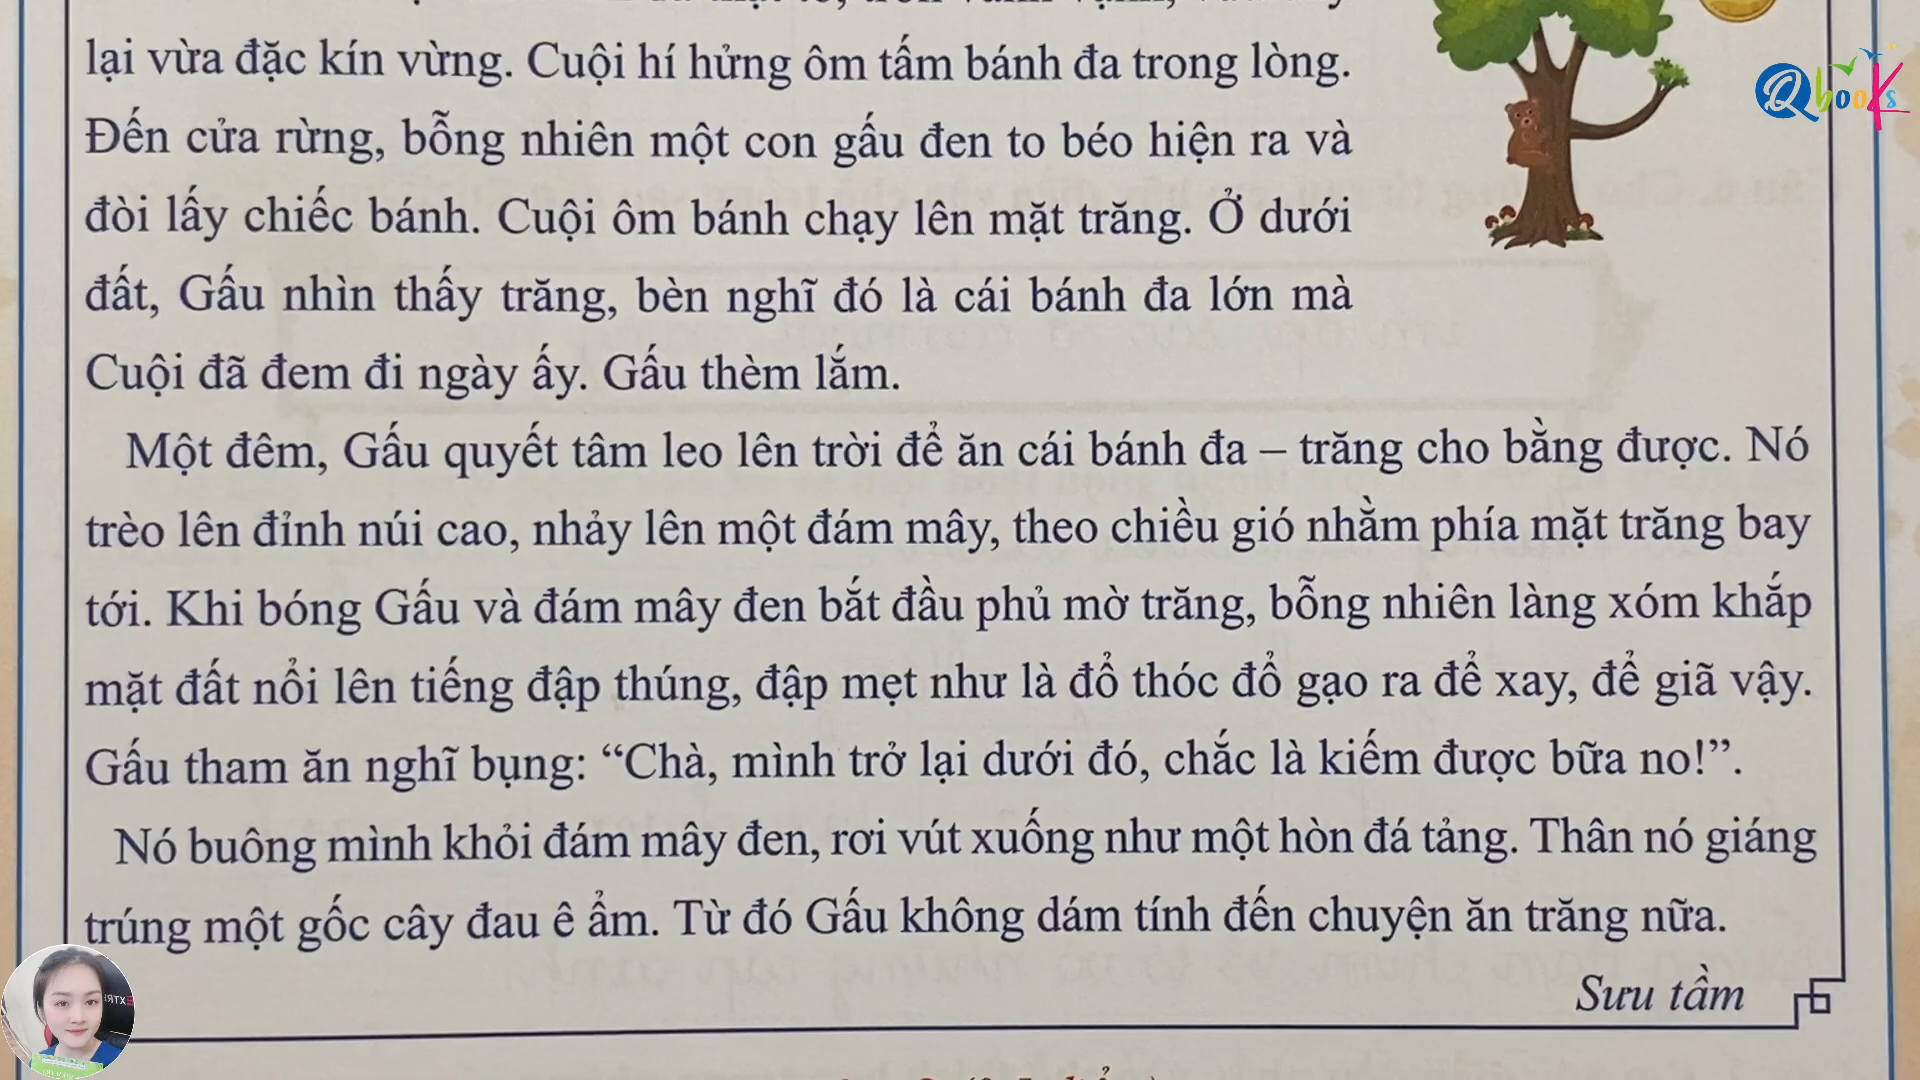 lại vừa đặc kín vừng. Cuội hí hửng ôm tấm bánh đa trong lòng.
Đến cửa rừng, bỗng nhiên một con gấu đen to béo hiện ra và
đòi lấy chiếc bánh. Cuội ôm bánh chạy lên mặt trăng. Ở dưới
đất, Gấu nhìn thấy trăng, bèn nghĩ đó là cái bánh đa lớn mà
Cuội đã đem đi ngày ấy. Gấu thèm lắm.
Một đêm, Gấu quyết tâm leo lên trời để ăn cái bánh đa – trăng cho bằng được. Nó
trèo lên đỉnh núi cao, nhảy lên một đám mây, theo chiều gió nhằm phía mặt trăng bay
tới. Khi bóng Gấu và đám mây đen bắt đầu phủ mờ trăng, bỗng nhiên làng xóm khắp
mặt đất nổi lên tiếng đập thúng, đập mẹt như là đổ thóc đổ gạo ra để xay, để giã vậy.
Gấu tham ăn nghĩ bụng: “Chà, mình trở lại dưới đó, chắc là kiếm được bữa no!”.
Nó buông mình khỏi đám mây đen, rơi vút xuống như một hòn đá tảng. Thân nó giáng
trúng một gốc cây đau ê ẩm. Từ đó Gấu không dám tính đến chuyện ăn trăng nữa.
Sưu tầm
Qbooks